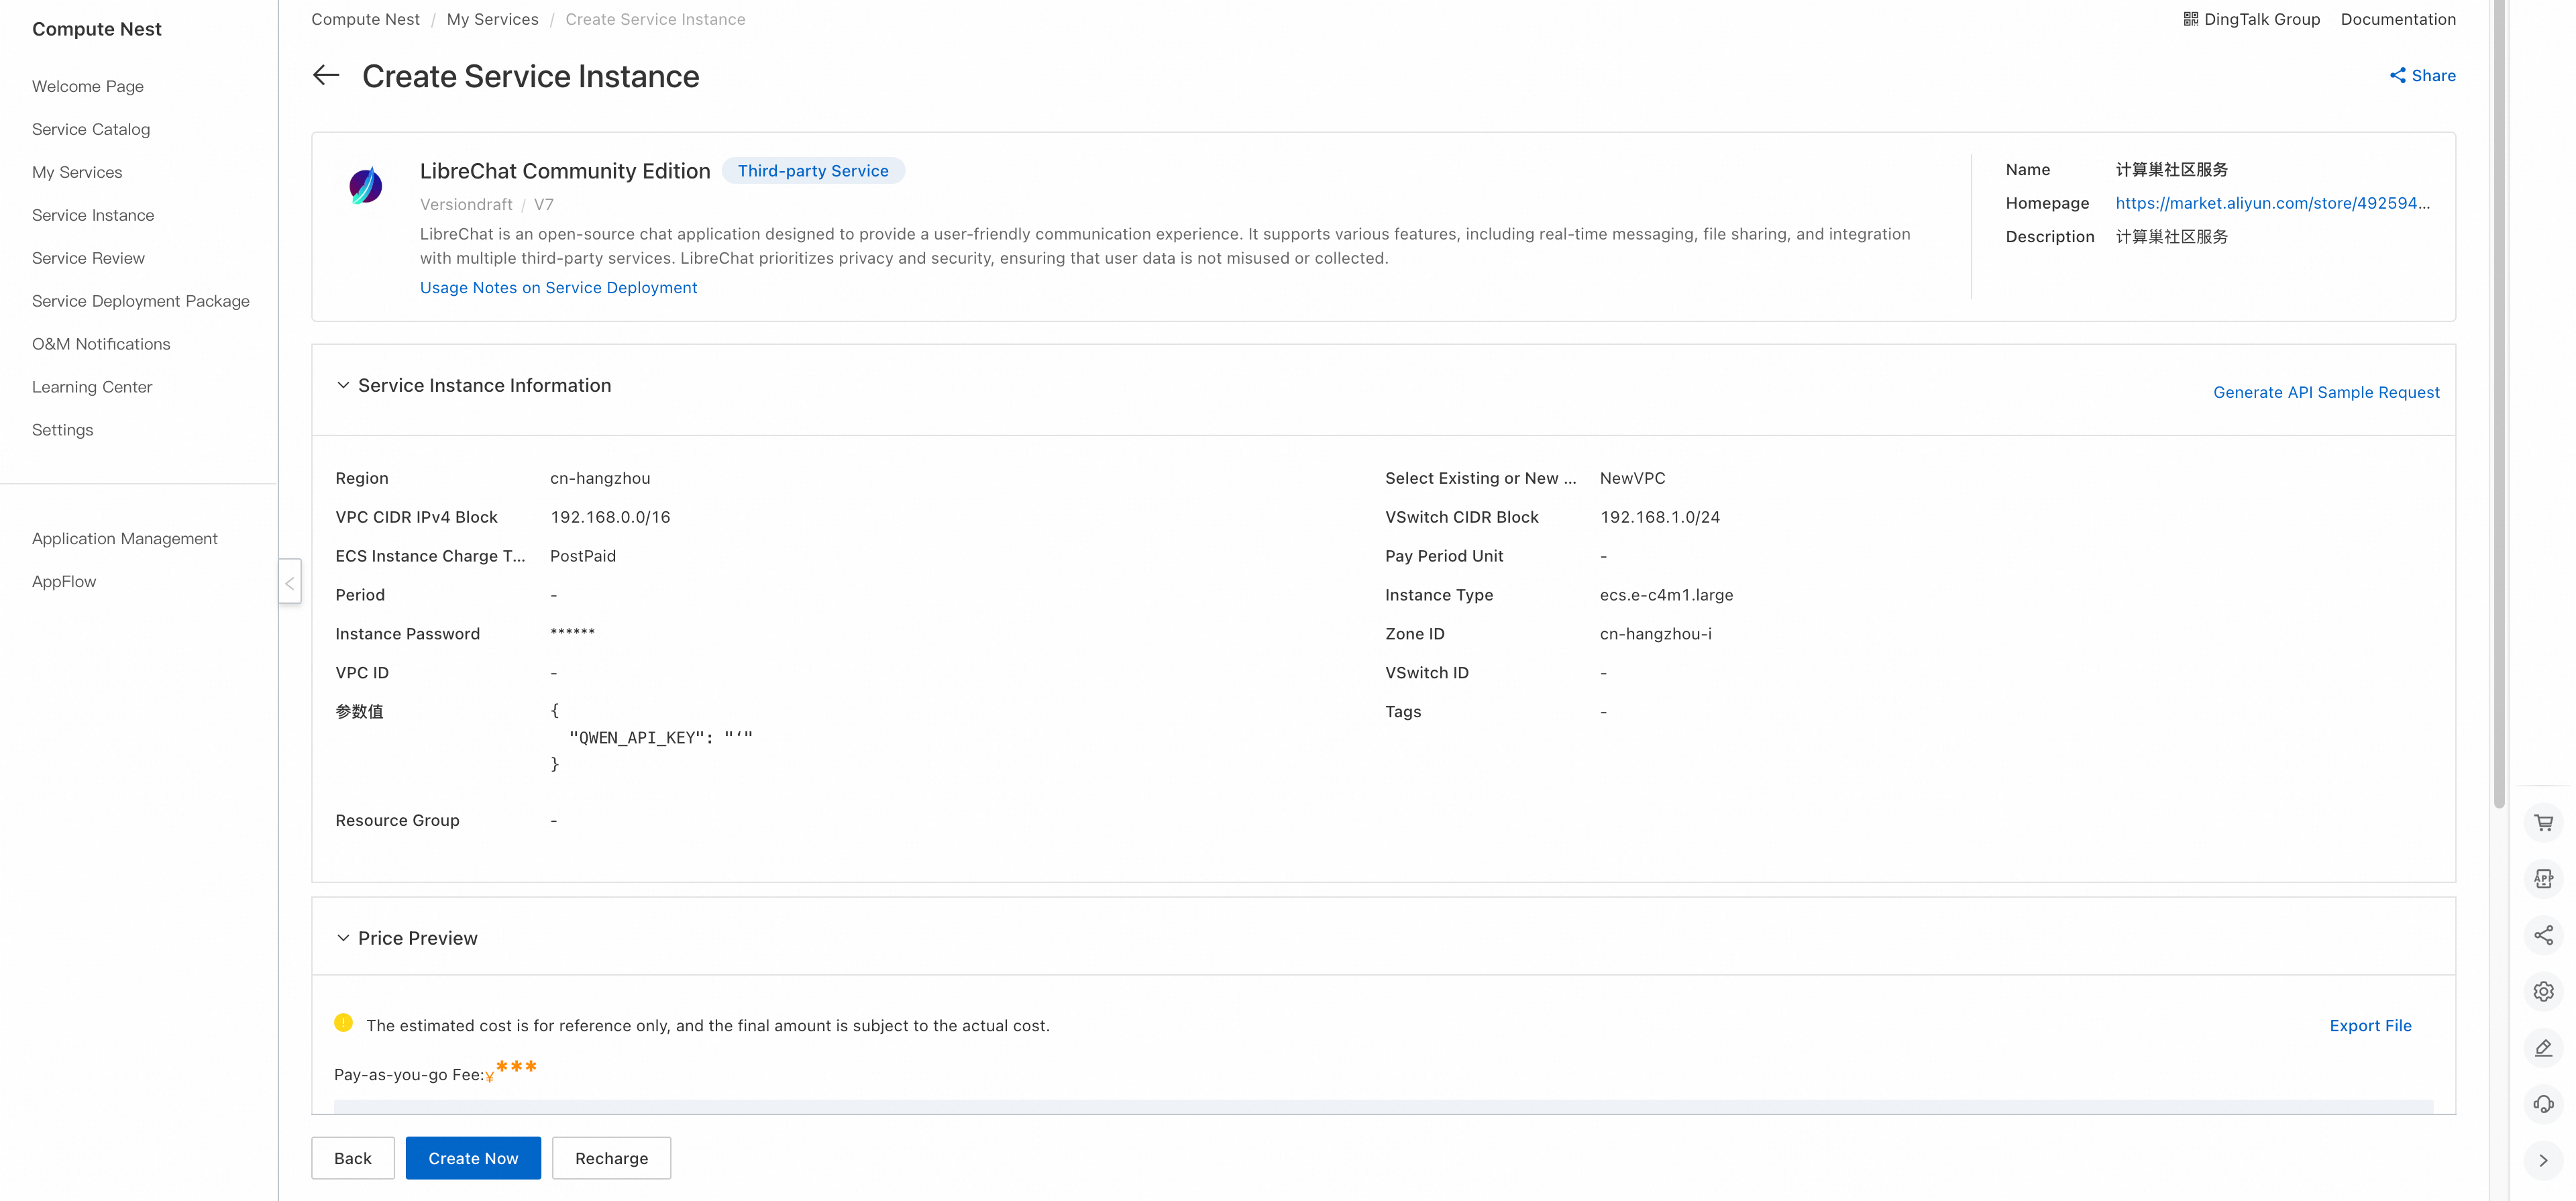 Compute Nest
Welcome Page
Service Catalog
My Services
Service Instance
Service Review
Service Deployment Package
O&M Notifications
Learning Center
Settings
Application Management
AppFlow
Compute Nest / My Services / Create Service Instance
DingTalk Group Documentation
Create Service Instance
Share
LibreChat Community Edition Third-party Service
Versiondraft / V7
LibreChat is an open-source chat application designed to provide a user-friendly communication experience. It supports various features, including real-time messaging, file sharing, and integration
with multiple third-party services. LibreChat prioritizes privacy and security, ensuring that user data is not misused or collected.
Usage Notes on Service Deployment
Name 计算巢社区服务
Homepage https://market.aliyun.com/store/492594...
Description 计算巢社区服务
Service Instance Information
Generate API Sample Request
Region cn-hangzhou
Select Existing or New ... NewVPC
VPC CIDR IPv4 Block 192.168.0.0/16
VSwitch CIDR Block 192.168.1.0/24
ECS Instance Charge T... PostPaid
Pay Period Unit -
Period -
Instance Type ecs.e-c4m1.large
Instance Password ******
Zone ID cn-hangzhou-i
VPC ID -
VSwitch ID -
参数值 {
"QWEN_API_KEY": "‘"
}
Tags -
Resource Group -
Price Preview
The estimated cost is for reference only, and the final amount is subject to the actual cost.
Export File
Pay-as-you-go Fee:¥***
Back Create Now Recharge
APP